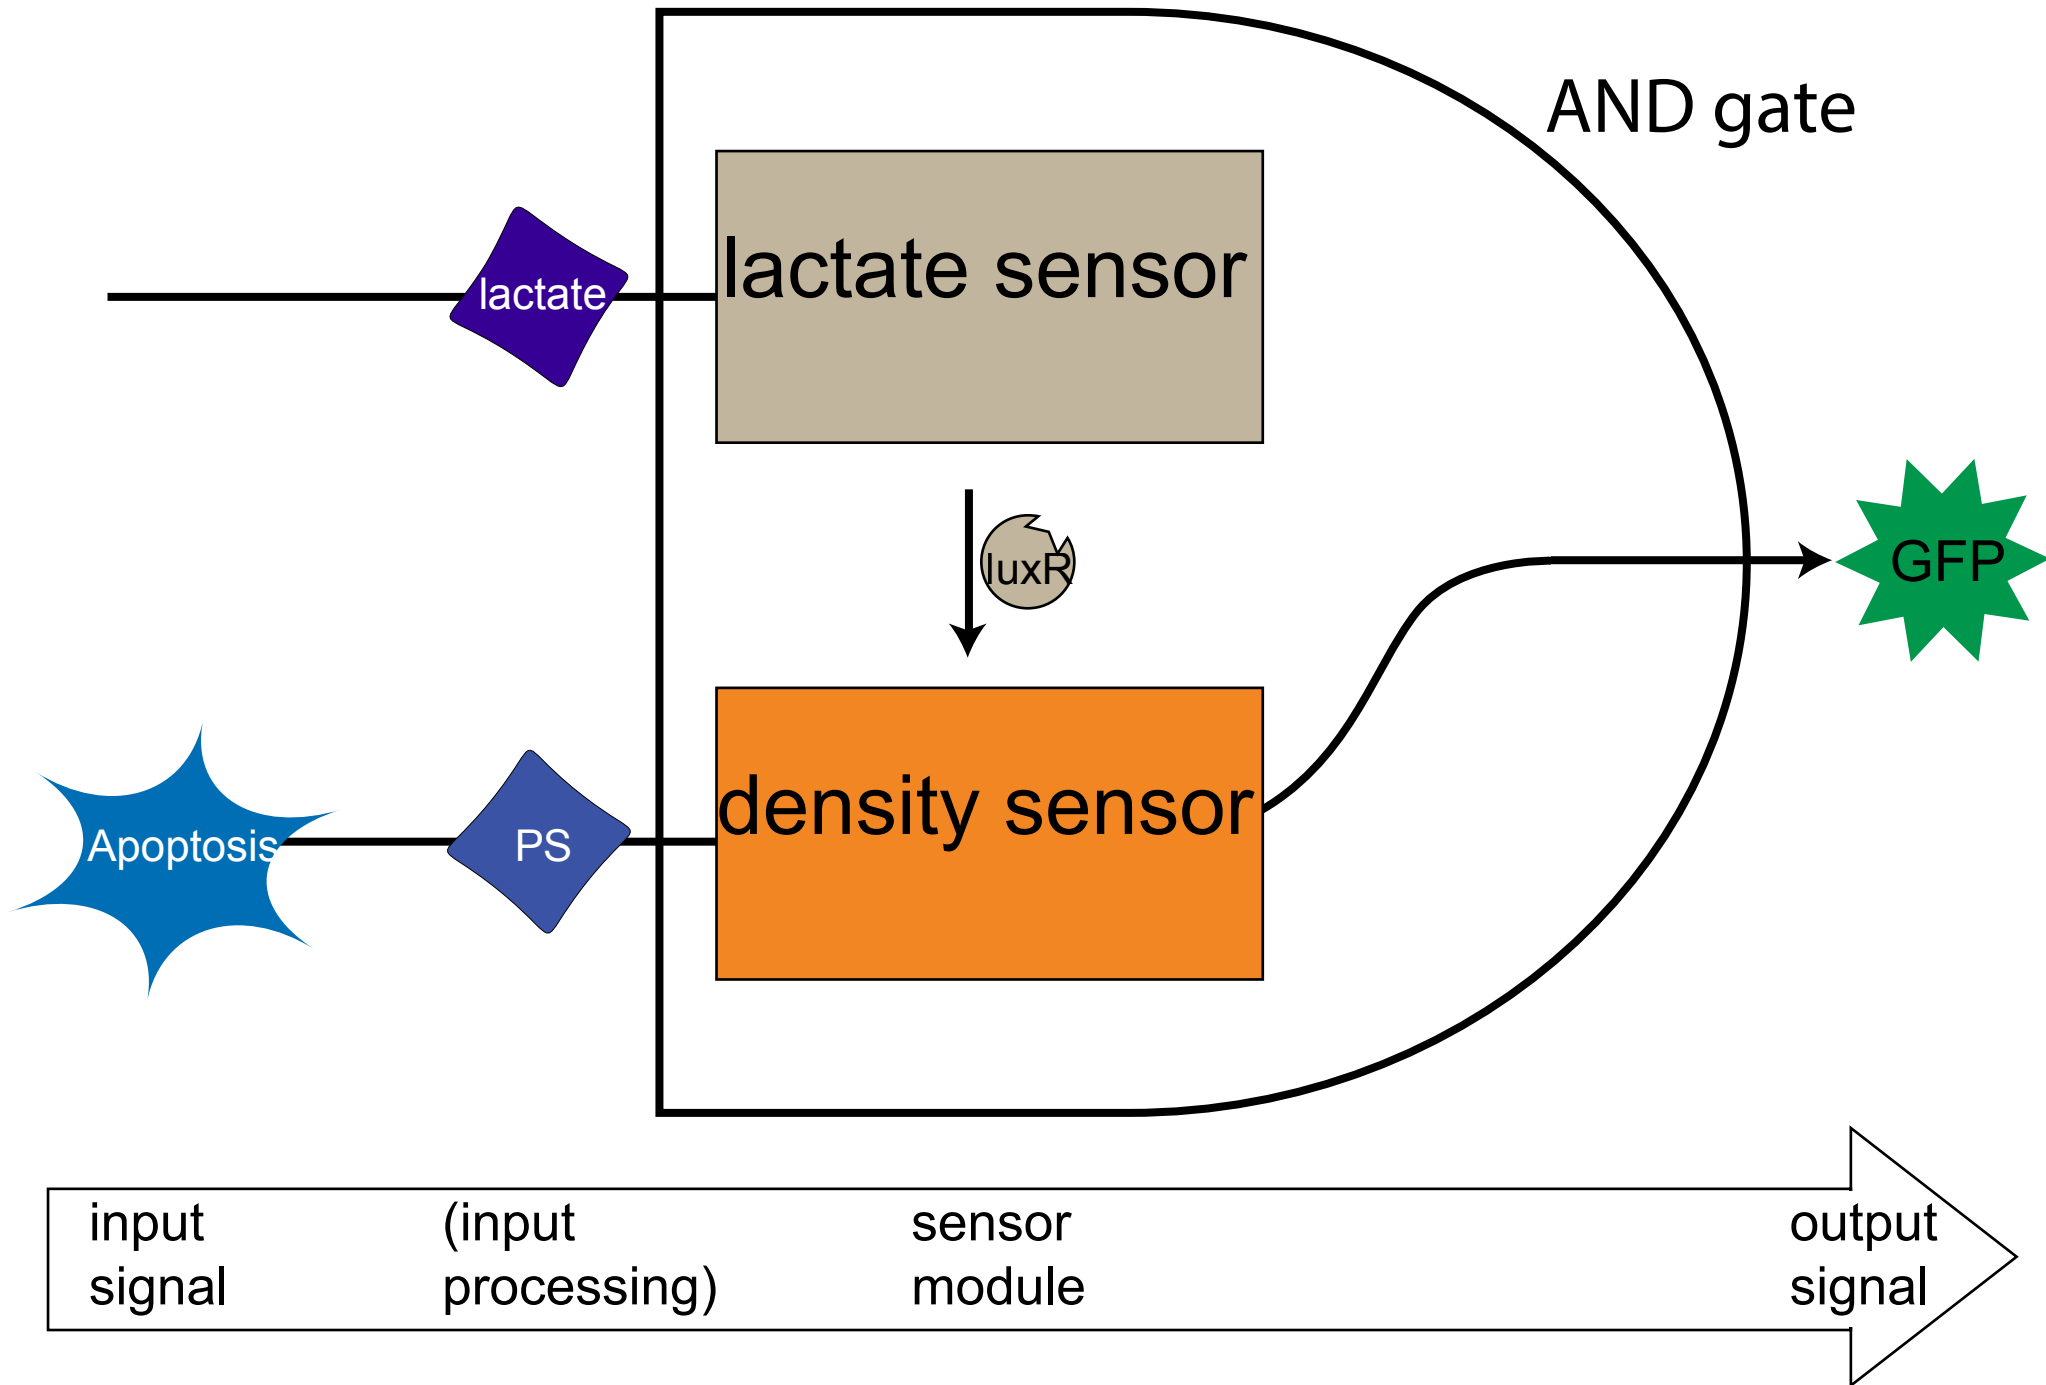 AND gate
lactate
lactate sensor
luxR
GFP
Apoptosis
PS
density sensor
input
signal
(input
processing)
sensor
module
output
signal